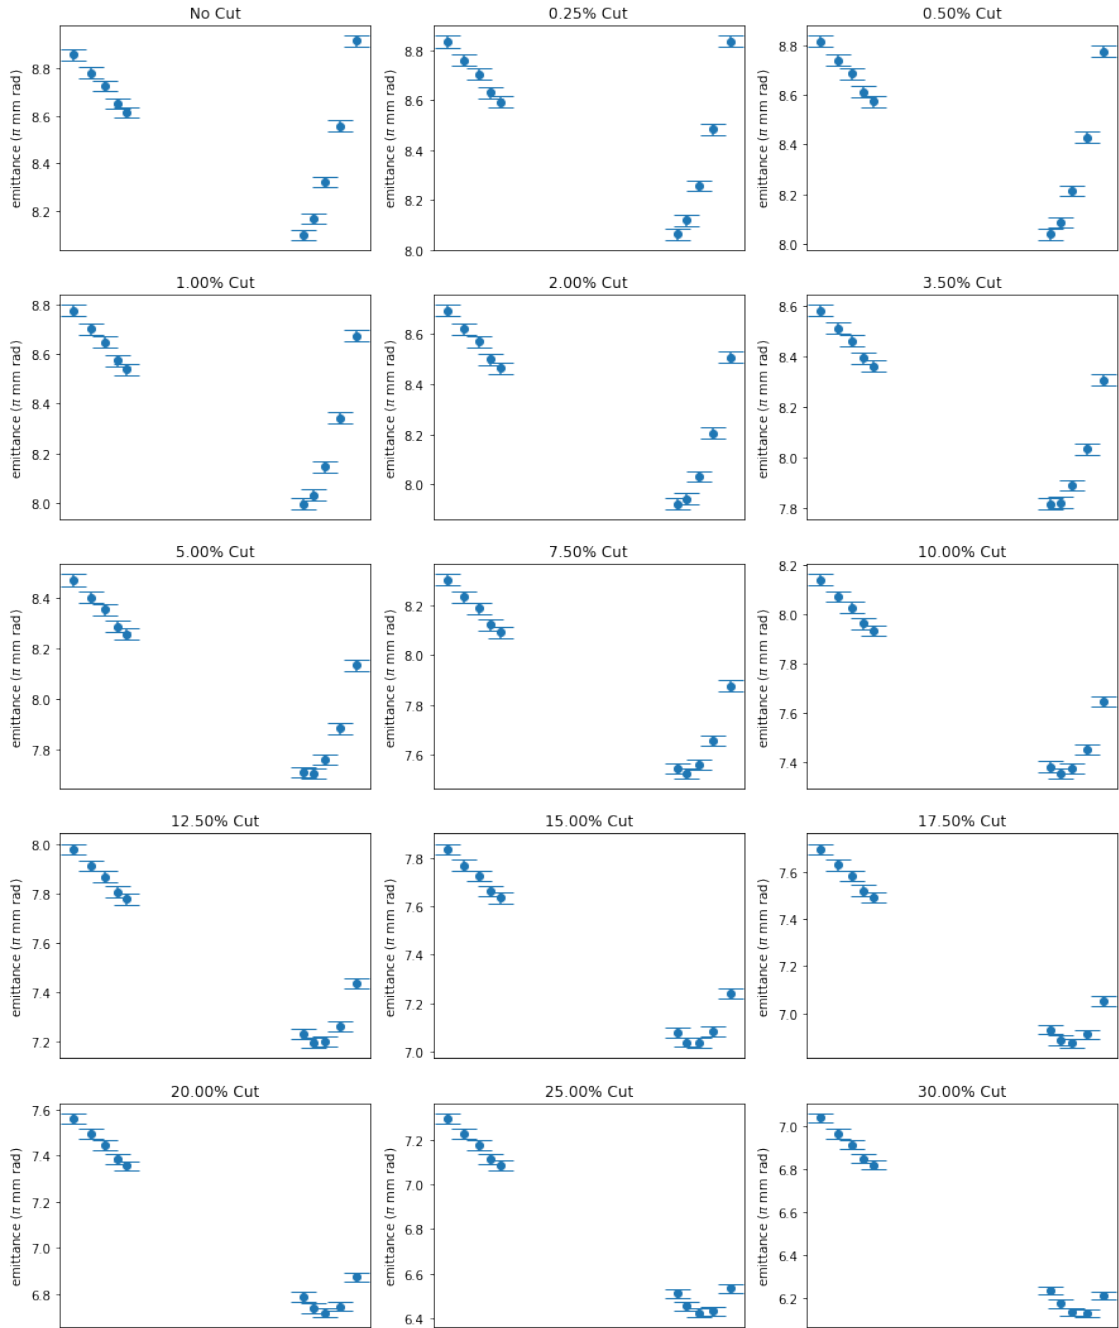 No Cut
0.25% Cut
0.50% Cut
emittance (π mm rad)
8.8
8.6
8.4
8.2
emittance (π mm rad)
8.8
8.6
8.4
8.2
8.0
emittance (π mm rad)
8.8
8.6
8.4
8.2
8.0
1.00% Cut
2.00% Cut
3.50% Cut
emittance (π mm rad)
8.8
8.6
8.4
8.2
8.0
emittance (π mm rad)
8.6
8.4
8.2
8.0
emittance (π mm rad)
8.6
8.4
8.2
8.0
7.8
5.00% Cut
7.50% Cut
10.00% Cut
emittance (π mm rad)
8.4
8.2
8.0
7.8
emittance (π mm rad)
8.2
8.0
7.8
7.6
emittance (π mm rad)
8.2
8.0
7.8
7.6
7.4
12.50% Cut
15.00% Cut
17.50% Cut
emittance (π mm rad)
8.0
7.8
7.6
7.4
7.2
emittance (π mm rad)
7.8
7.6
7.4
7.2
7.0
emittance (π mm rad)
7.6
7.4
7.2
7.0
20.00% Cut
25.00% Cut
30.00% Cut
emittance (π mm rad)
7.6
7.4
7.2
7.0
6.8
emittance (π mm rad)
7.2
7.0
6.8
6.6
6.4
emittance (π mm rad)
7.0
6.8
6.6
6.4
6.2